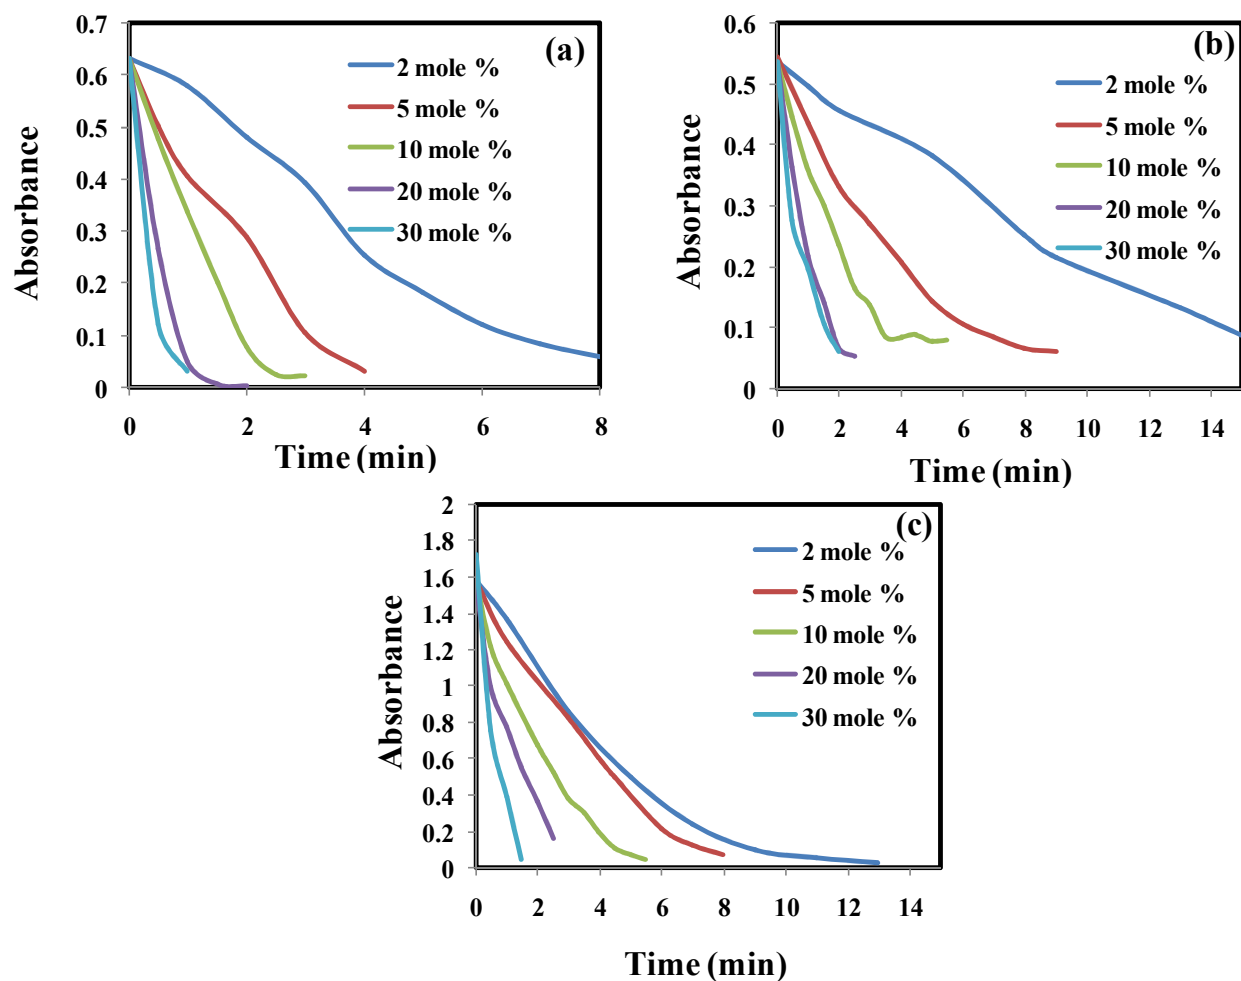 (a)
0.7
0.6
0.5
0.4
0.3
0.2
0.1
0
Absorbance
2 mole %
5 mole %
10 mole %
20 mole %
30 mole %
0 2 4 6 8
Time (min)
(b)
0.6
0.5
0.4
0.3
0.2
0.1
0
Absorbance
2 mole %
5 mole %
10 mole %
20 mole %
30 mole %
0 2 4 6 8 10 12 14
Time (min)
(c)
2
1.8
1.6
1.4
1.2
1
0.8
0.6
0.4
0.2
0
Absorbance
2 mole %
5 mole %
10 mole %
20 mole %
30 mole %
0 2 4 6 8 10 12 14
Time (min)